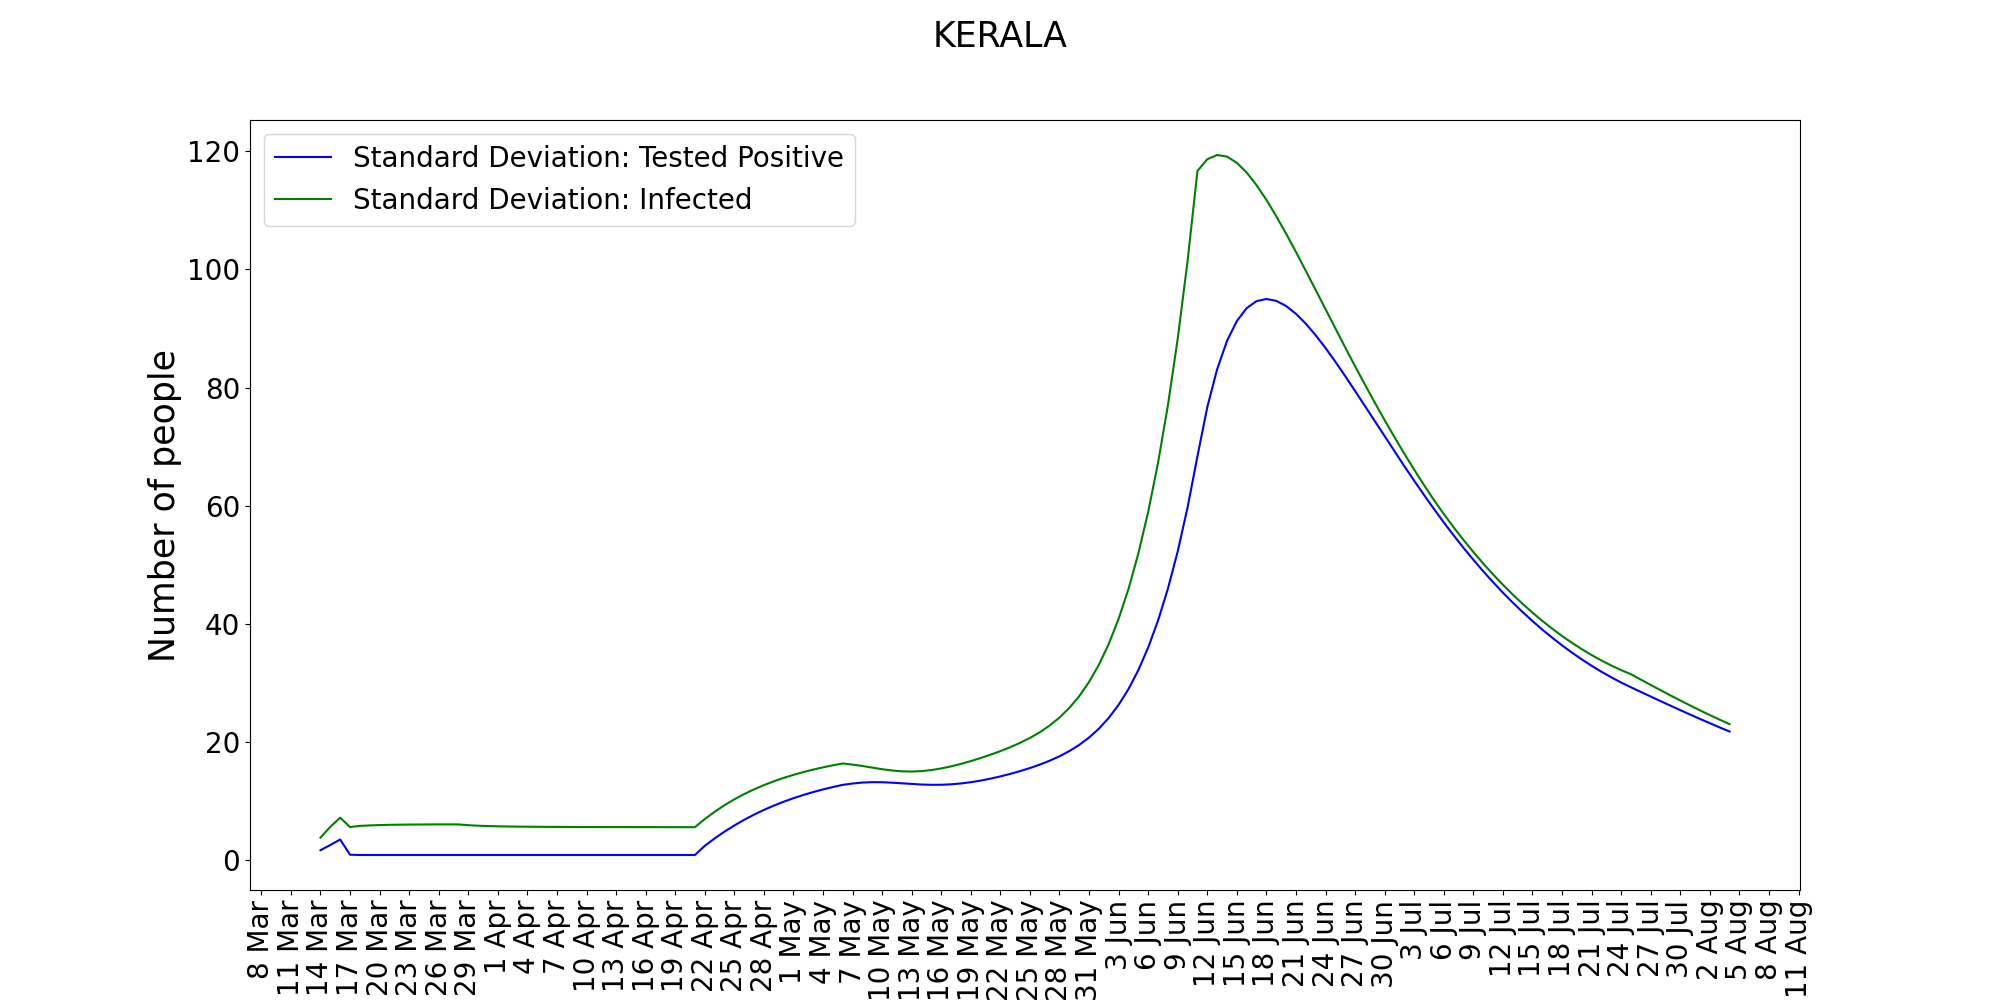 KERALA
Standard Deviation: Tested Positive
Standard Deviation: Infected
Number of people
120
100
80
60
40
20
0
8 Mar
11 Mar
14 Mar
17 Mar
20 Mar
23 Mar
26 Mar
29 Mar
1 Apr
4 Apr
7 Apr
10 Apr
13 Apr
16 Apr
19 Apr
22 Apr
25 Apr
28 Apr
1 May
4 May
7 May
10 May
13 May
16 May
19 May
22 May
25 May
28 May
31 May
3 Jun
6 Jun
9 Jun
12 Jun
15 Jun
18 Jun
21 Jun
24 Jun
27 Jun
30 Jun
3 Jul
6 Jul
9 Jul
12 Jul
15 Jul
18 Jul
21 Jul
24 Jul
27 Jul
30 Jul
2 Aug
5 Aug
8 Aug
11 Aug